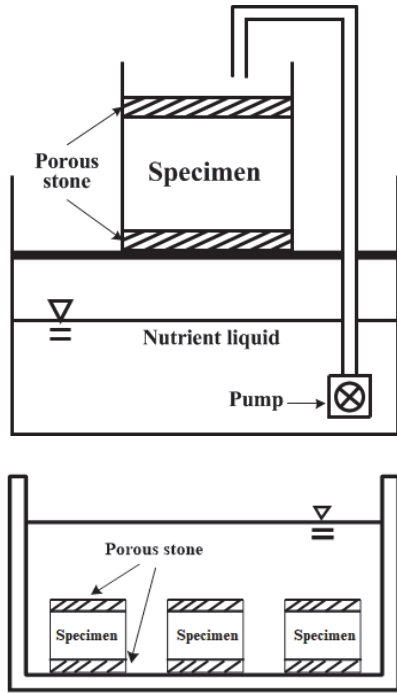 Porous
stone
Specimen
Nutrient liquid
Pump
Porous stone
Specimen
Specimen
Specimen